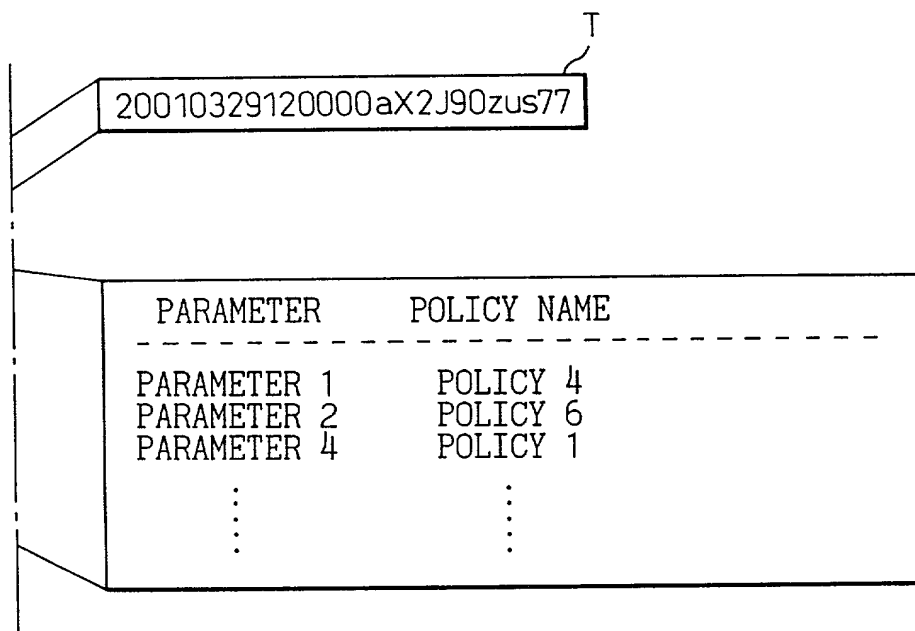 T
20010329120000aX2J90zus77
PARAMETER POLICY NAME
PARAMETER 1 POLICY 4
PARAMETER 2 POLICY 6
PARAMETER 4 POLICY 1